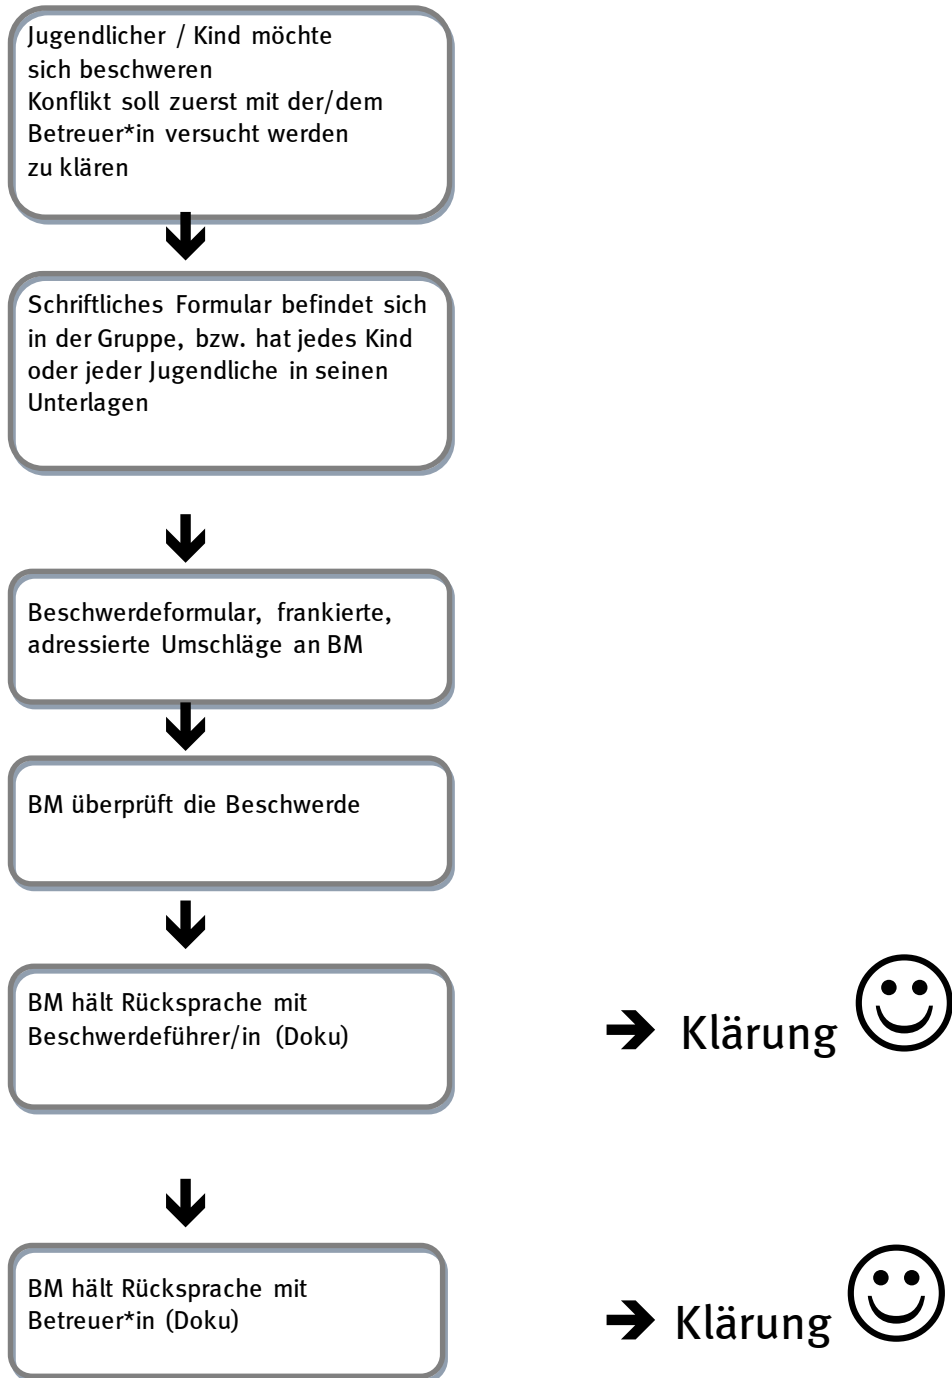 Jugendlicher / Kind möchte
sich beschweren
Konflikt soll zuerst mit der/dem
Betreuer*in versucht werden
zu klären
Schriftliches Formular befindet sich
in der Gruppe, bzw. hat jedes Kind
oder jeder Jugendliche in seinen
Unterlagen
Beschwerdeformular, frankierte,
adressierte Umschläge an BM
BM überprüft die Beschwerde
BM hält Rücksprache mit
Beschwerdeführer/in (Doku)
Klärung
BM hält Rücksprache mit
Betreuer*in (Doku)
Klärung